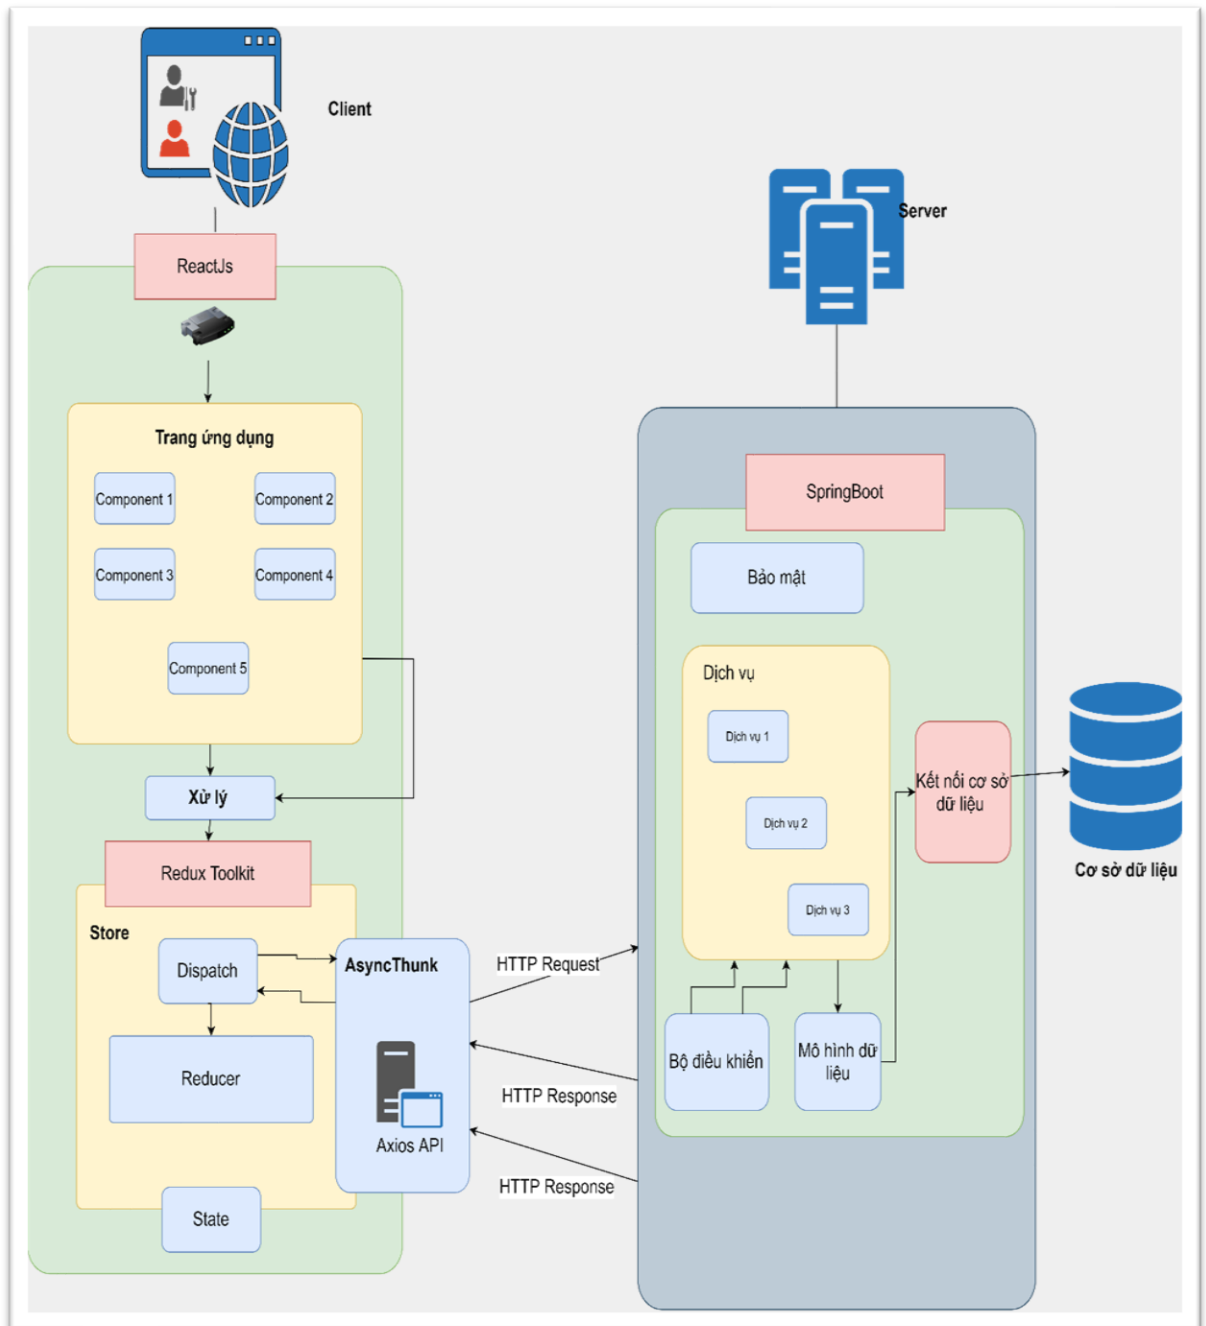 Client
Server
ReactJs
Trang ứng dụng
Component 1
Component 2
Component 3
Component 4
Component 5
Xử lý
Redux Toolkit
Store
Dispatch
Reducer
State
AsyncThunk
Axios API
HTTP Request
HTTP Response
HTTP Response
SpringBoot
Bảo mật
Dịch vụ
Dịch vụ 1
Dịch vụ 2
Dịch vụ 3
Bộ điều khiển
Mô hình dữ
liệu
Kết nối cơ sở
dữ liệu
Cơ sở dữ liệu